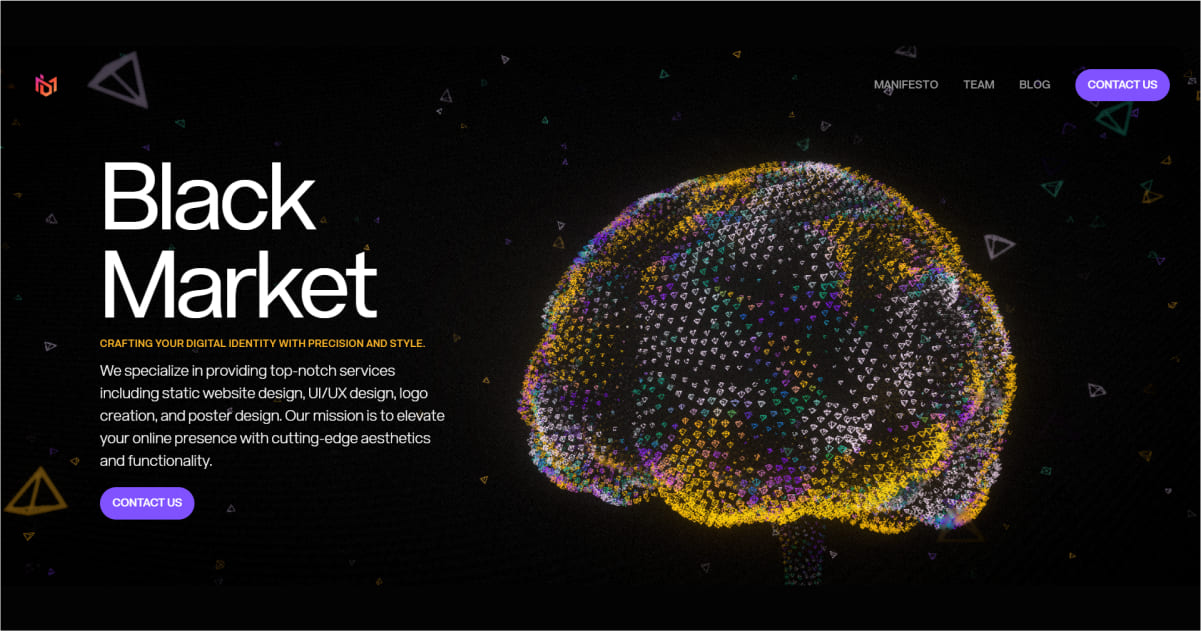 MANIFESTO TEAM BLOG CONTACT US
Black
Market
CRAFTING YOUR DIGITAL IDENTITY WITH PRECISION AND STYLE.
We specialize in providing top-notch services
including static website design, UI/UX design, logo
creation, and poster design. Our mission is to elevate
your online presence with cutting-edge aesthetics
and functionality.
CONTACT US